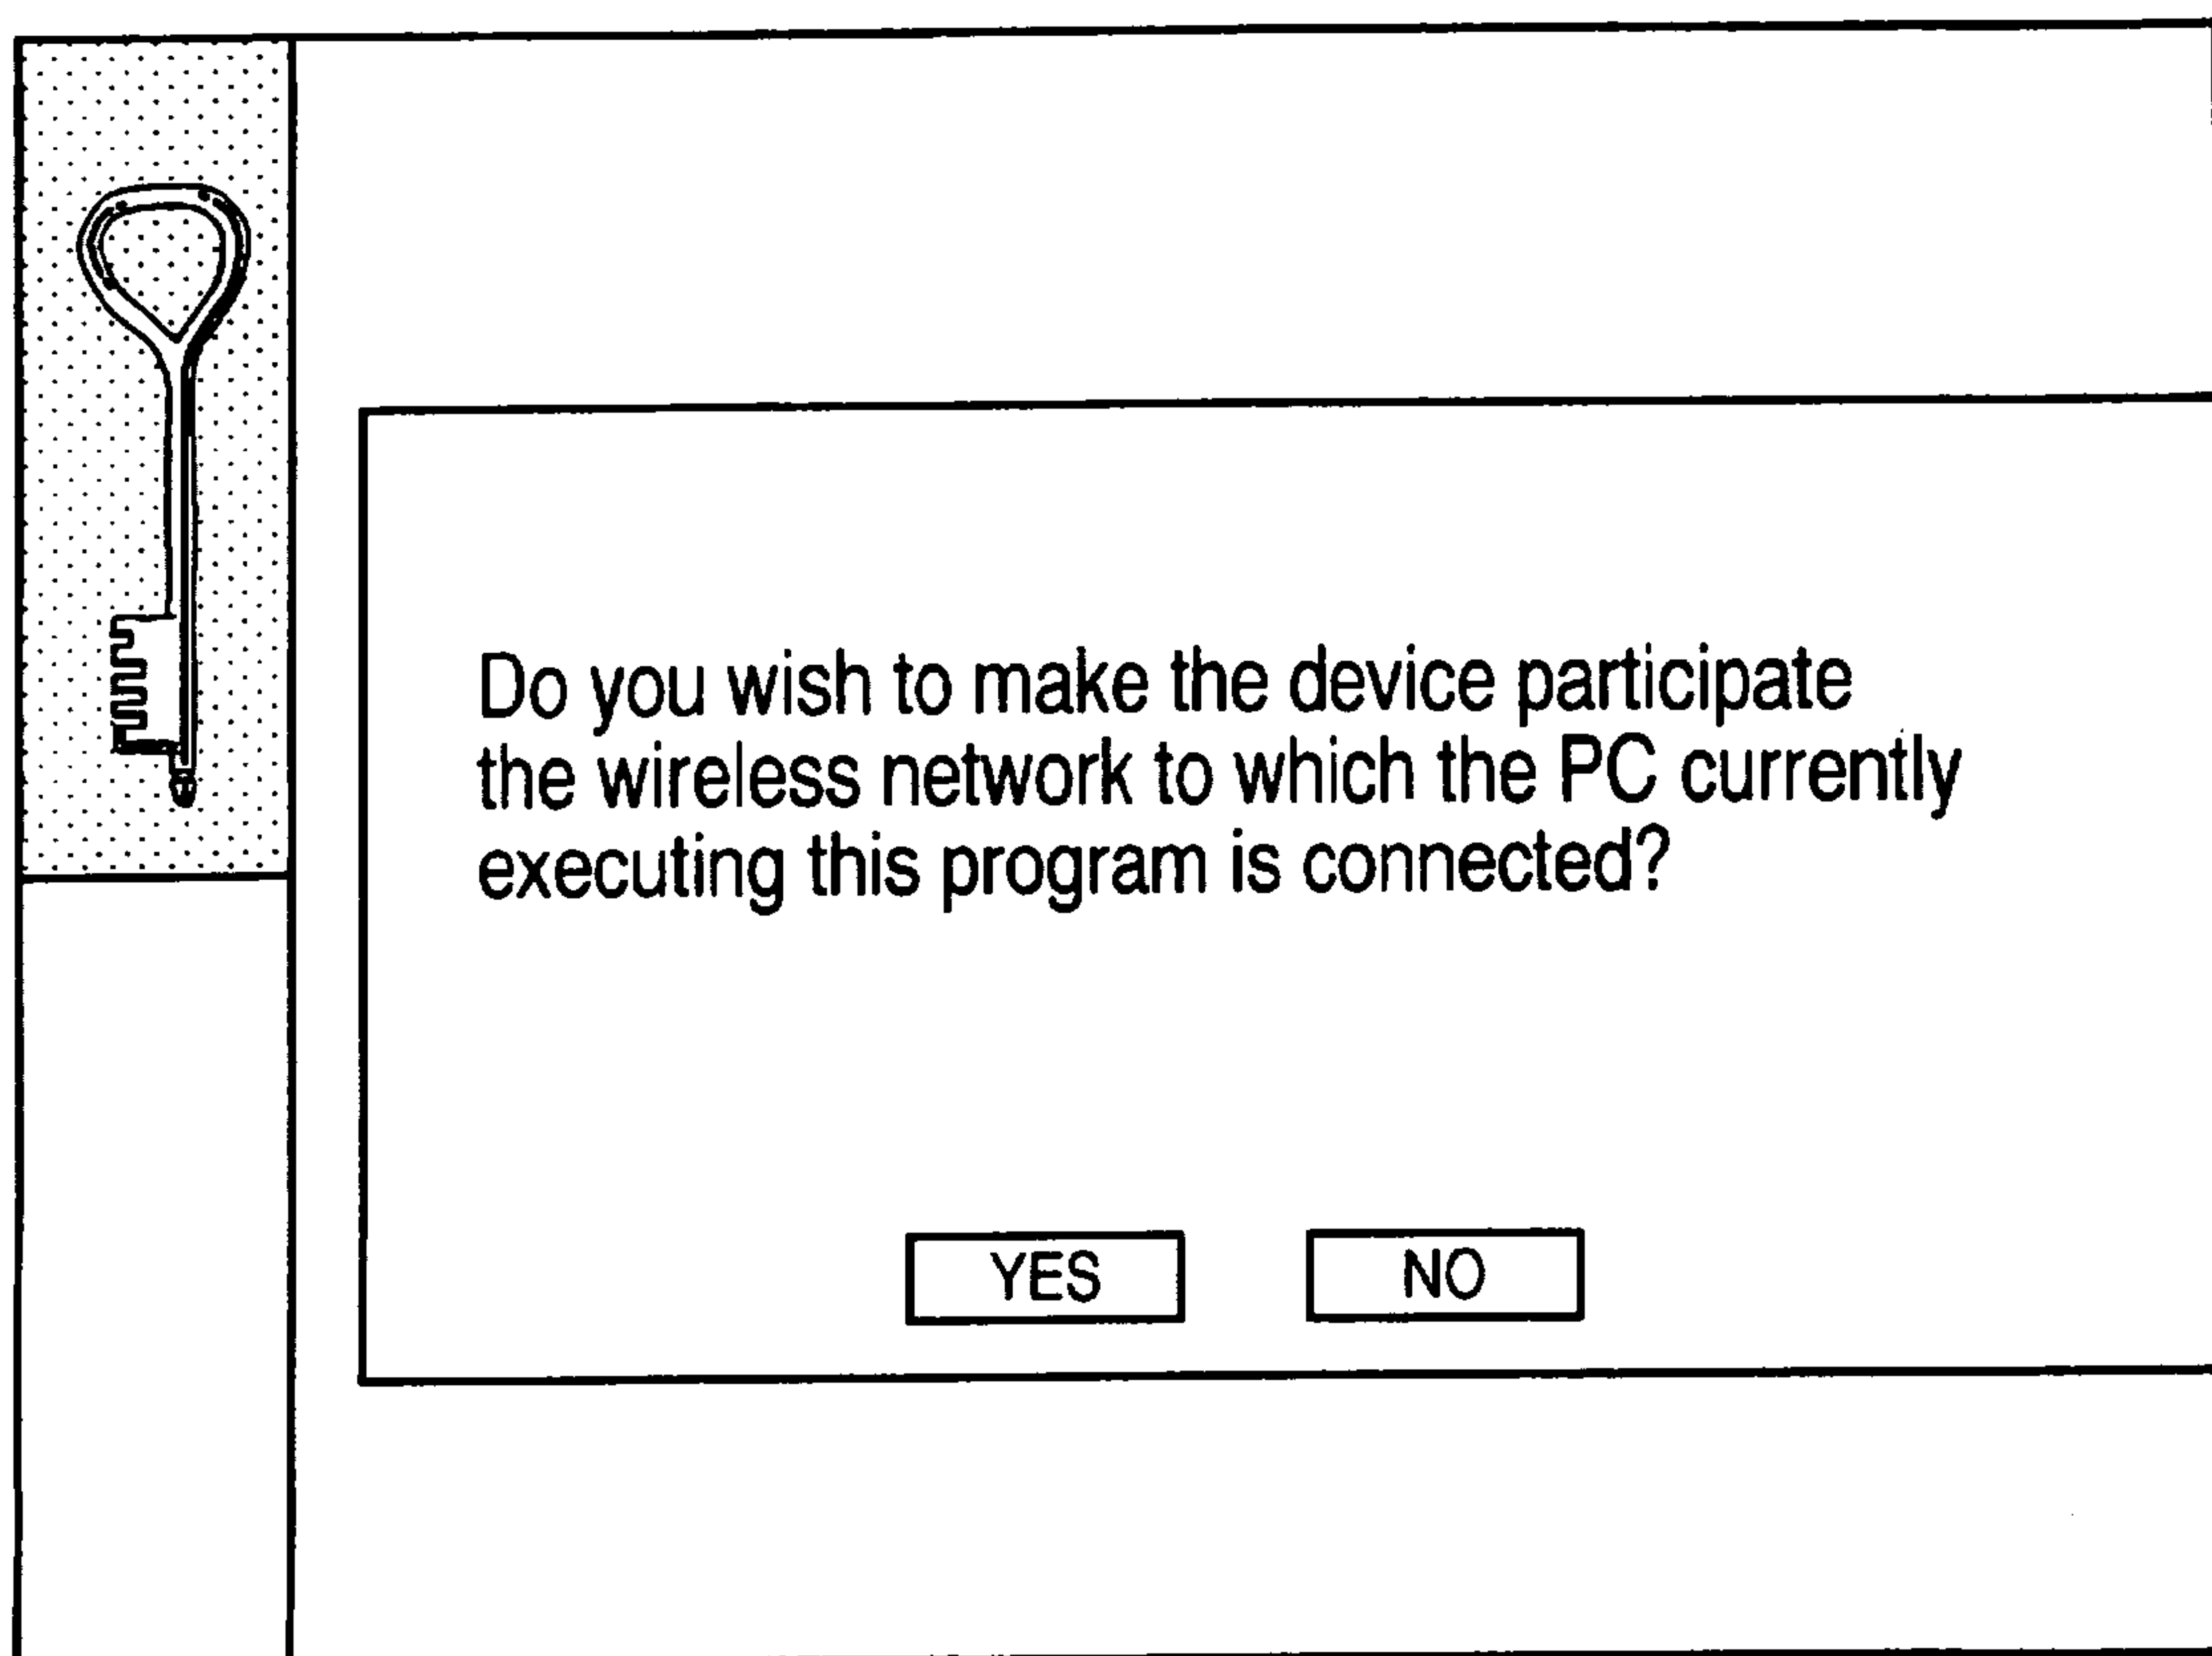 Do you wish to make the device participate
the wireless network to which the PC currently
executing this program is connected?
YES
NO